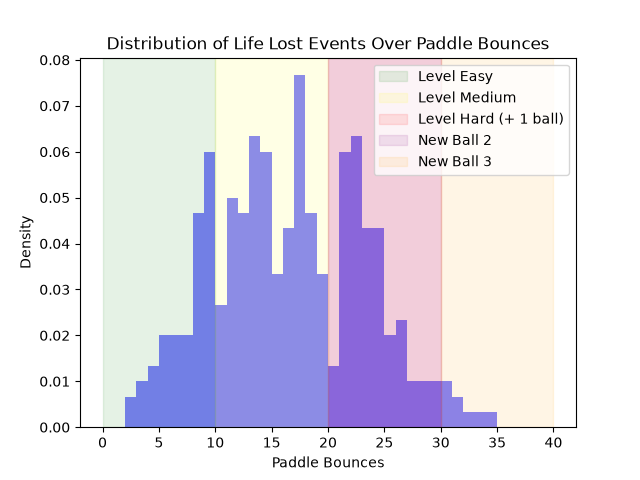 Distribution of Life Lost Events Over Paddle Bounces
0.08
0.07
0.06
0.05
0.04
0.03
0.02
0.01
0.00
Density
Level Easy
Level Medium
Level Hard (+ 1 ball)
New Ball 2
New Ball 3
0 5 10 15 20 25 30 35 40
Paddle Bounces